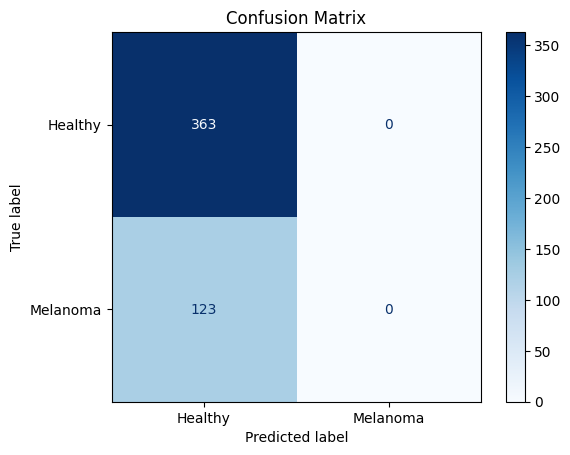 Confusion Matrix
True label
Healthy
363
0
Melanoma
123
0
Healthy
Melanoma
Predicted label
350
300
250
200
150
100
50
0